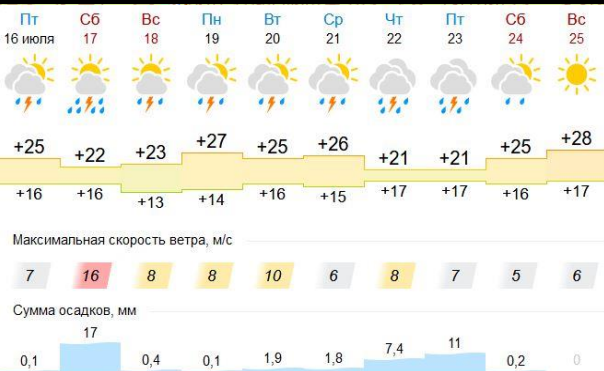 Пт Сб Вс Пн Вт Ср Чт Пт Сб Вс
16 июля 17 18 19 20 21 22 23 24 25
+25 +22 +23 +27 +25 +26 +21 +21 +25 +28
+16 +16 +13 +14 +16 +15 +17 +17 +16 +17
Максимальная скорость ветра, м/с
7 16 8 8 10 6 8 7 5 6
Сумма осадков, мм
0,1 17 0,4 0,1 1,9 1,8 7,4 11 0,2 0